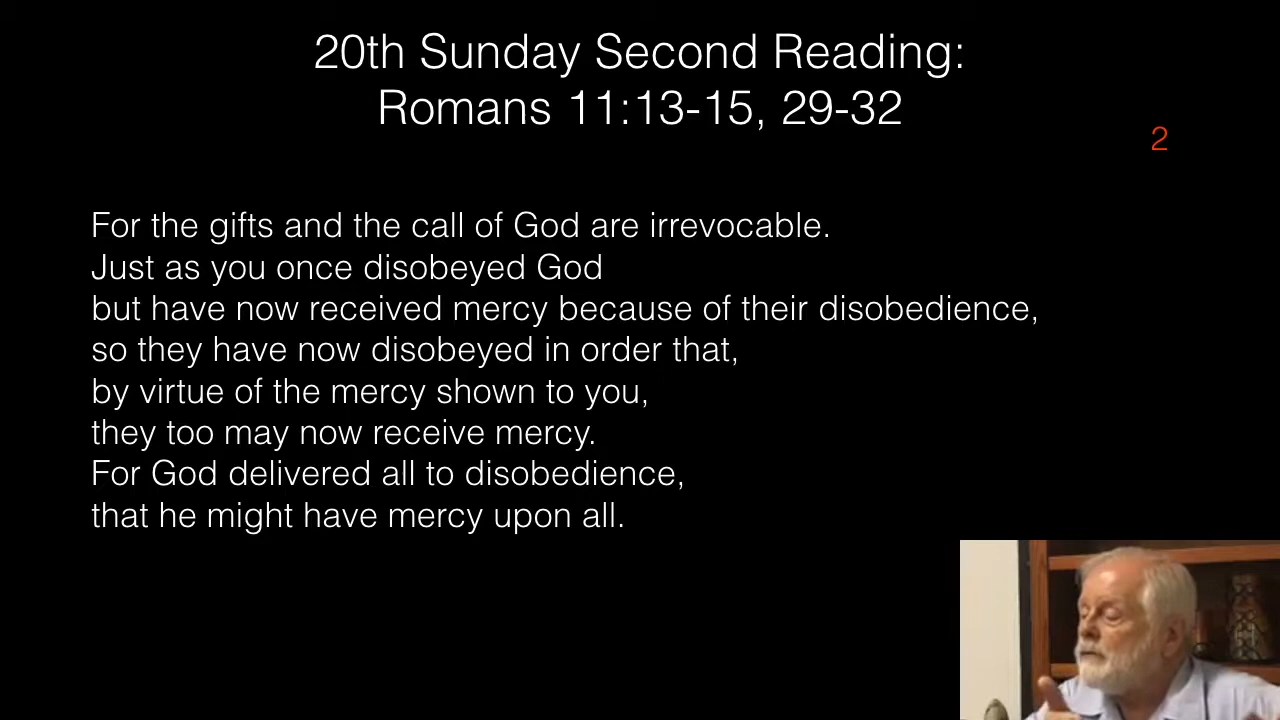 20th Sunday Second Reading:
Romans 11:13-15, 29-32
2
For the gifts and the call of God are irrevocable.
Just as you once disobeyed God
but have now received mercy because of their disobedience,
so they have now disobeyed in order that,
by virtue of the mercy shown to you,
they too may now receive mercy.
For God delivered all to disobedience,
that he might have mercy upon all.